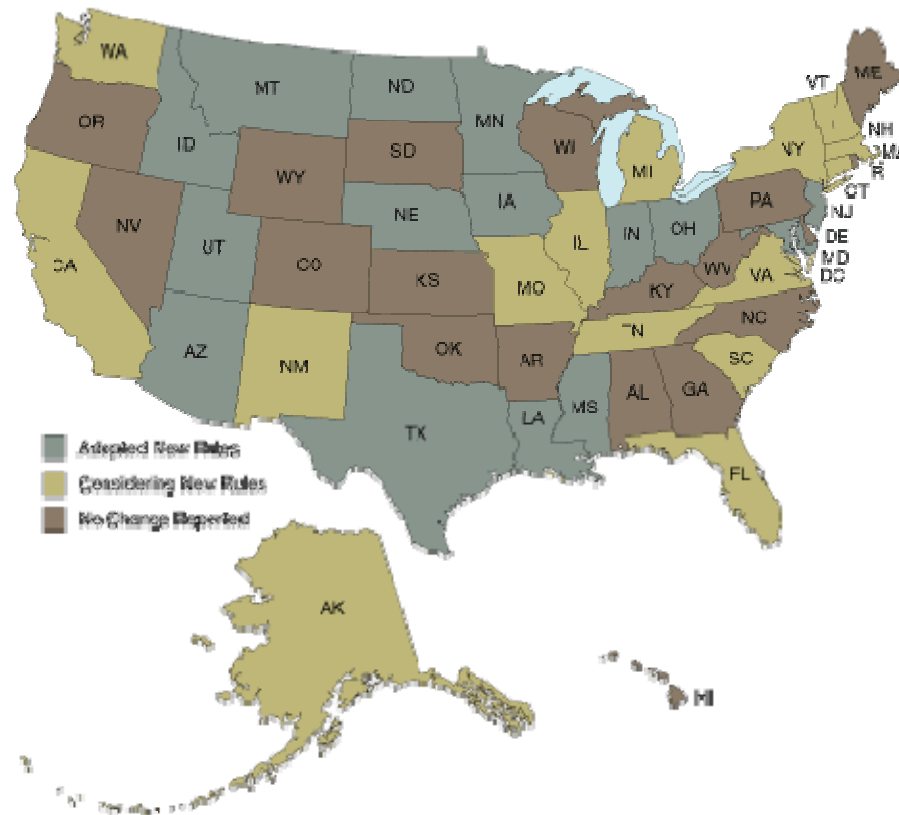 WA
MT
ND
MN
ME
VT
NH
OR
ID
SD
WI
MI
NY
WY
CT
NV
UT
NE
IA
IL
IN
OH
PA
NJ
DE
MD
DC
CO
KS
MO
KY
WV
VA
AZ
NM
OK
AR
NC
SC
TX
LA
MS
AL
GA
FL
Adopted New Rules
Considering New Rules
No Change Reported
AK